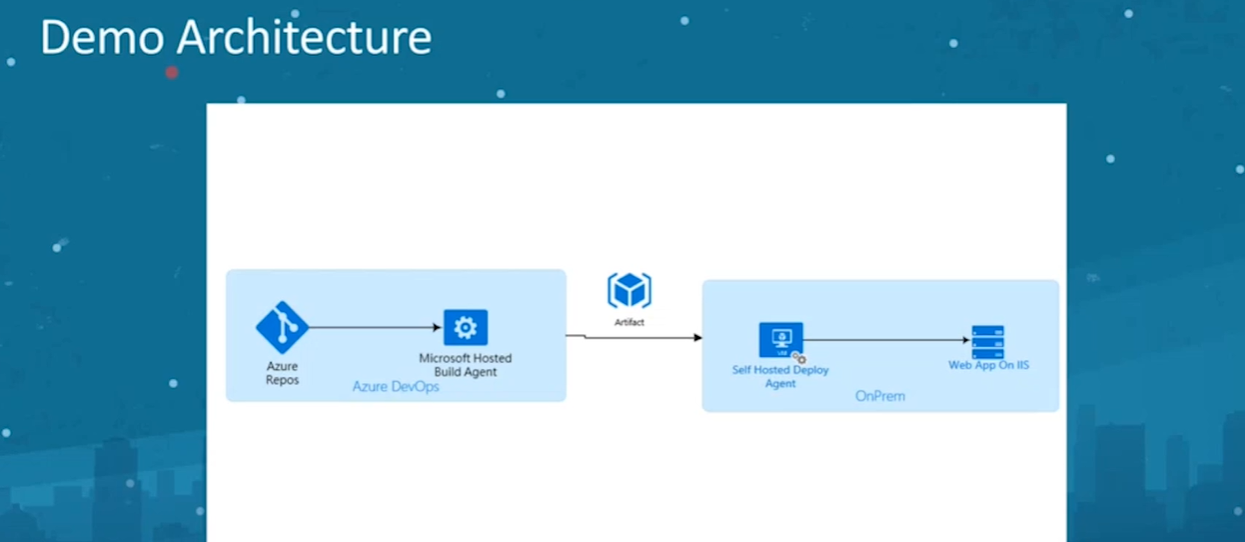 Demo Architecture
Artifact
Azure
Repos
Microsoft Hosted
Build Agent
Azure DevOps
Self Hosted Deploy
Agent
Web App On IIS
OnPrem